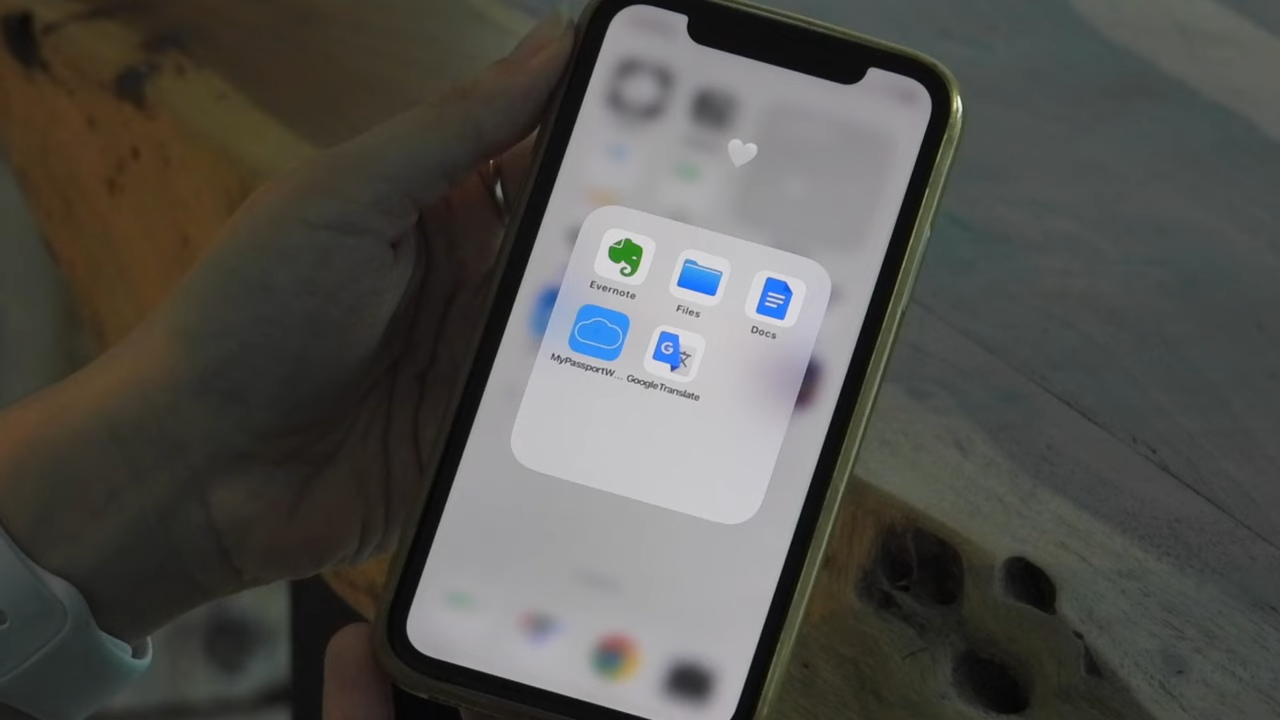 🤍
Evernote
Files
Docs
MyPassportW...
GoogleTranslate